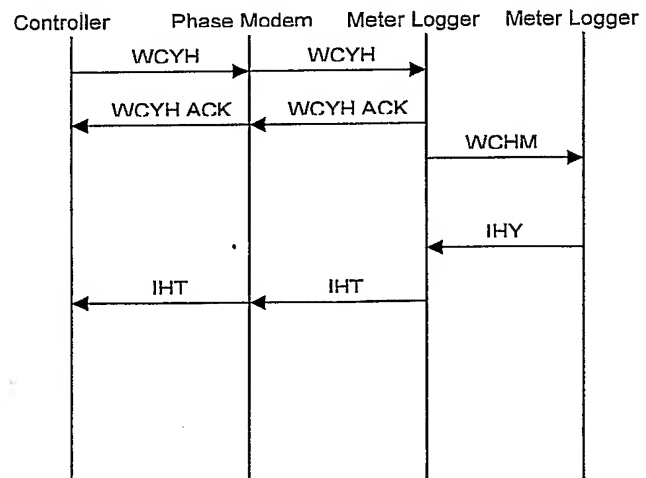 Controller Phase Modem Meter Logger Meter Logger
WCYH WCYH
WCYH ACK WCYH ACK
WCHM
IHY
IHT IHT